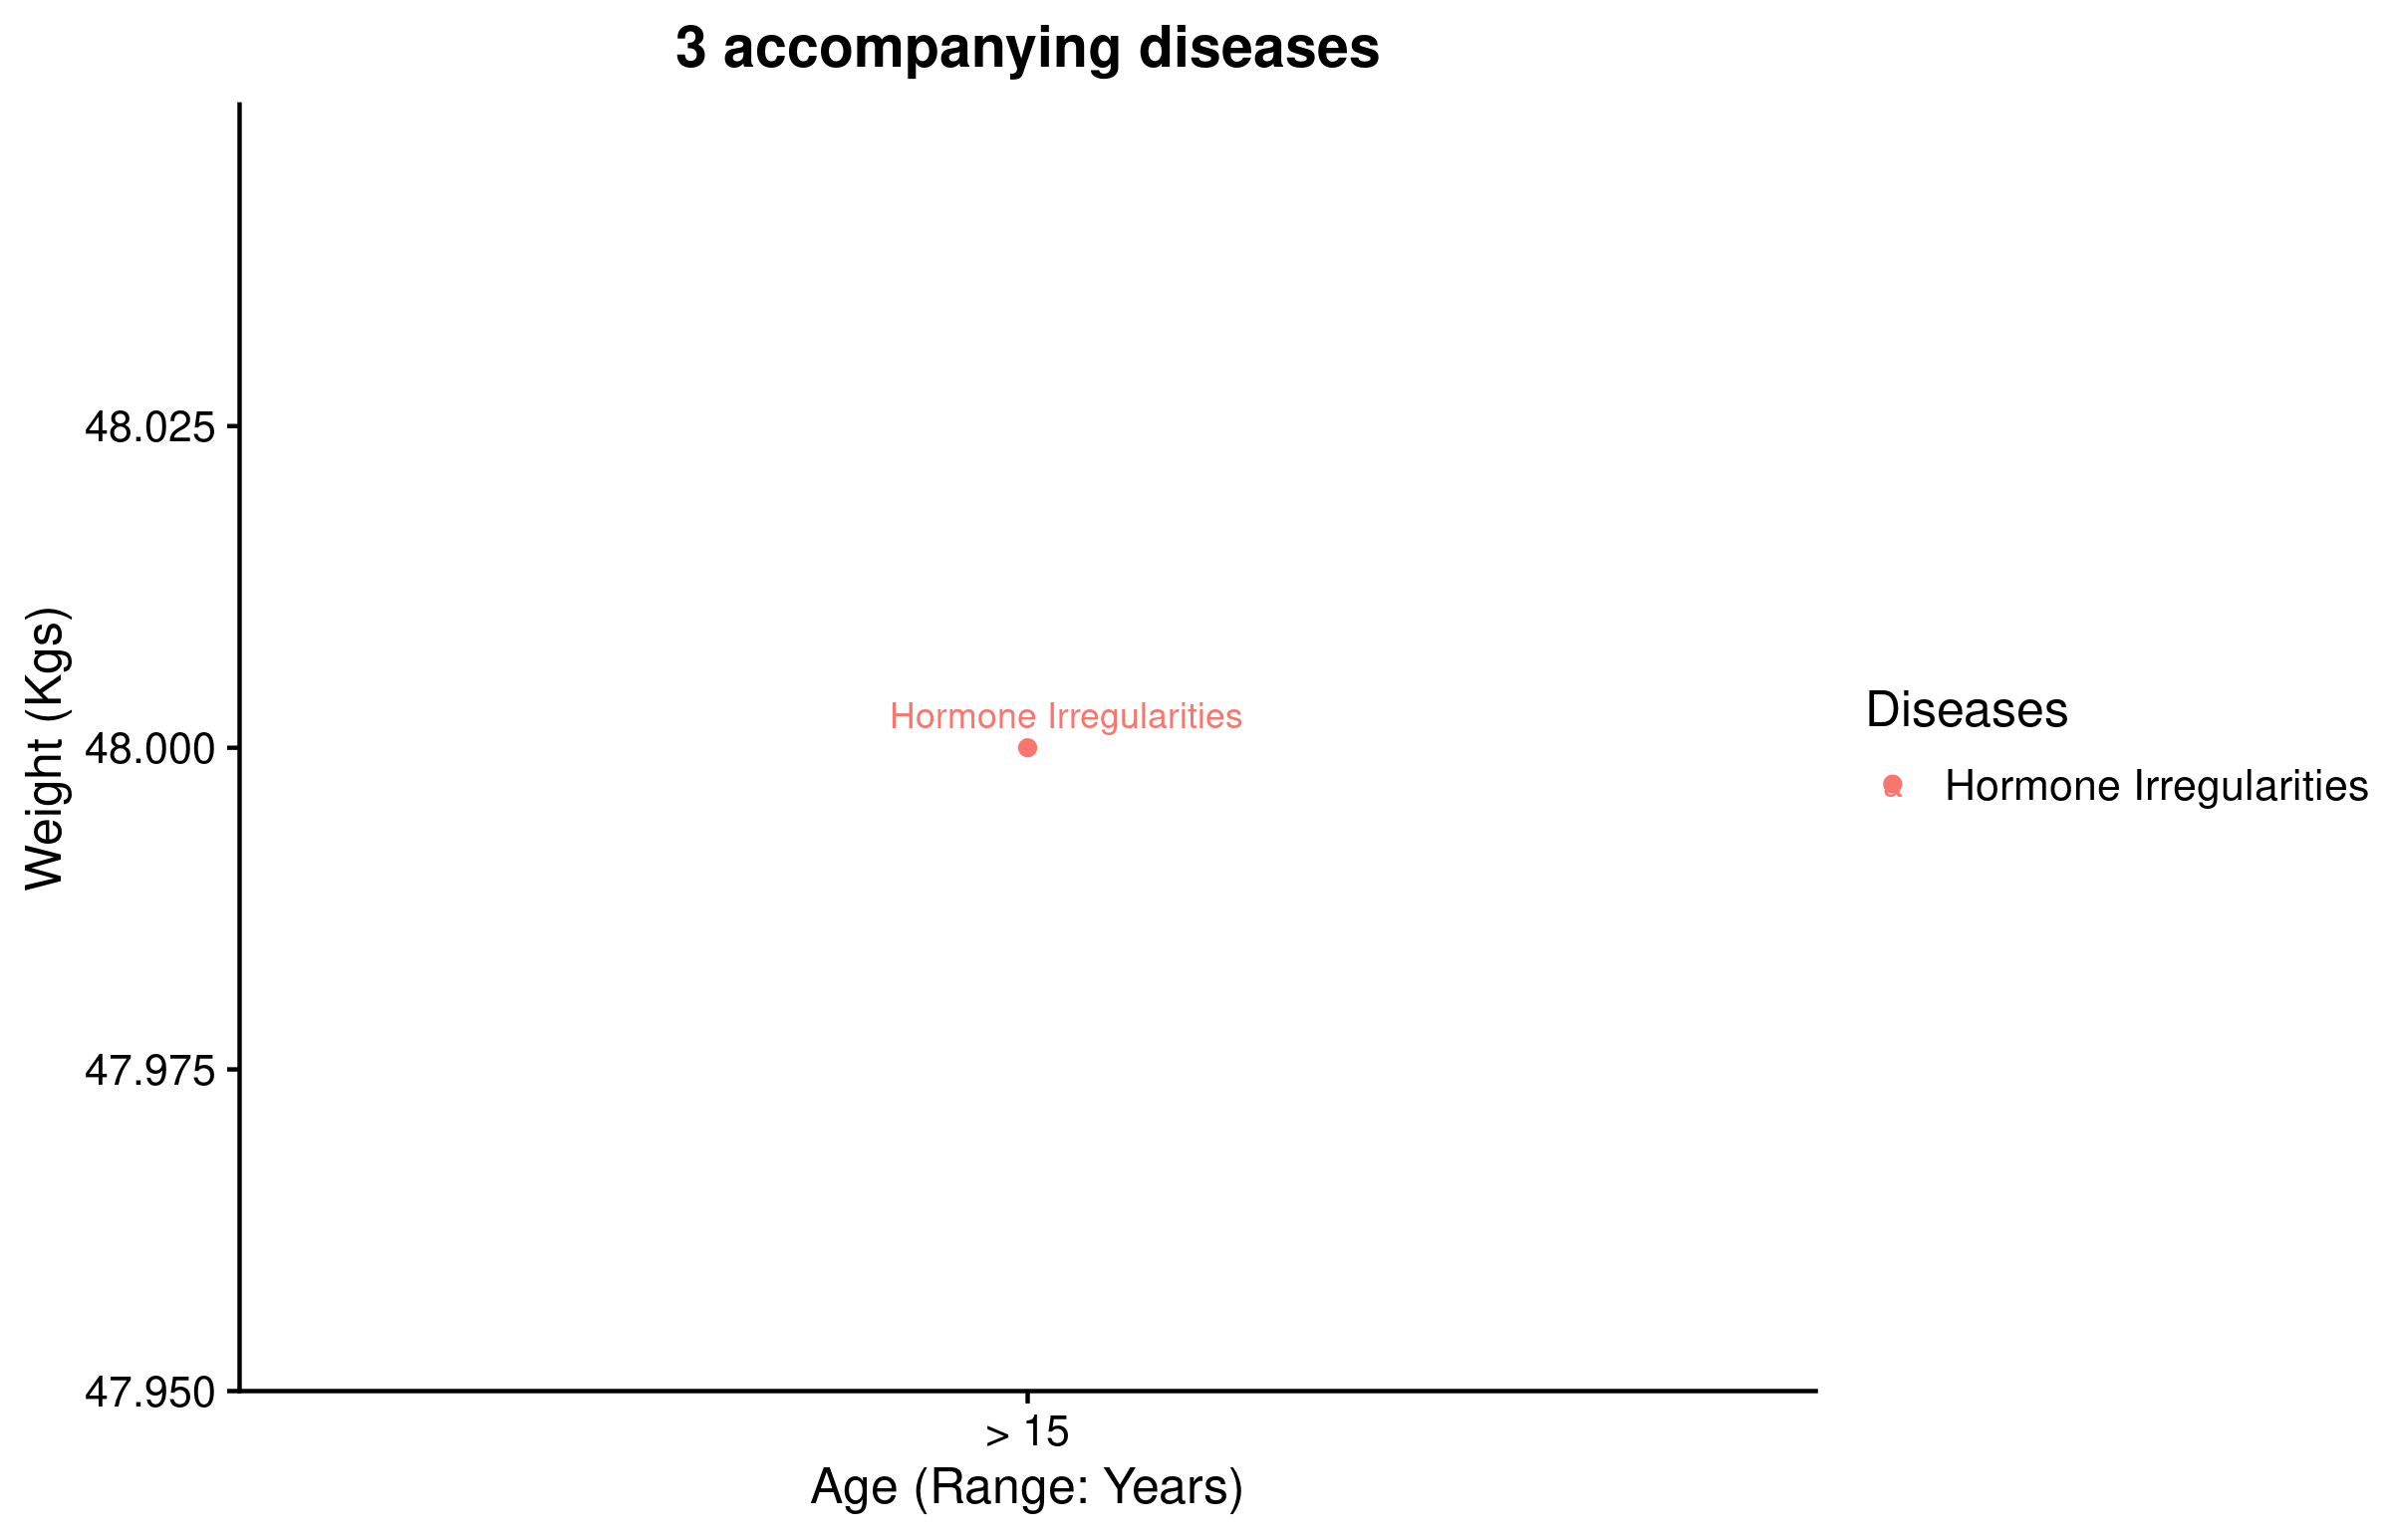 3 accompanying diseases
Weight (Kgs)
48.025
48.000
47.975
47.950
Hormone Irregularities
> 15
Age (Range: Years)
Diseases
Hormone Irregularities